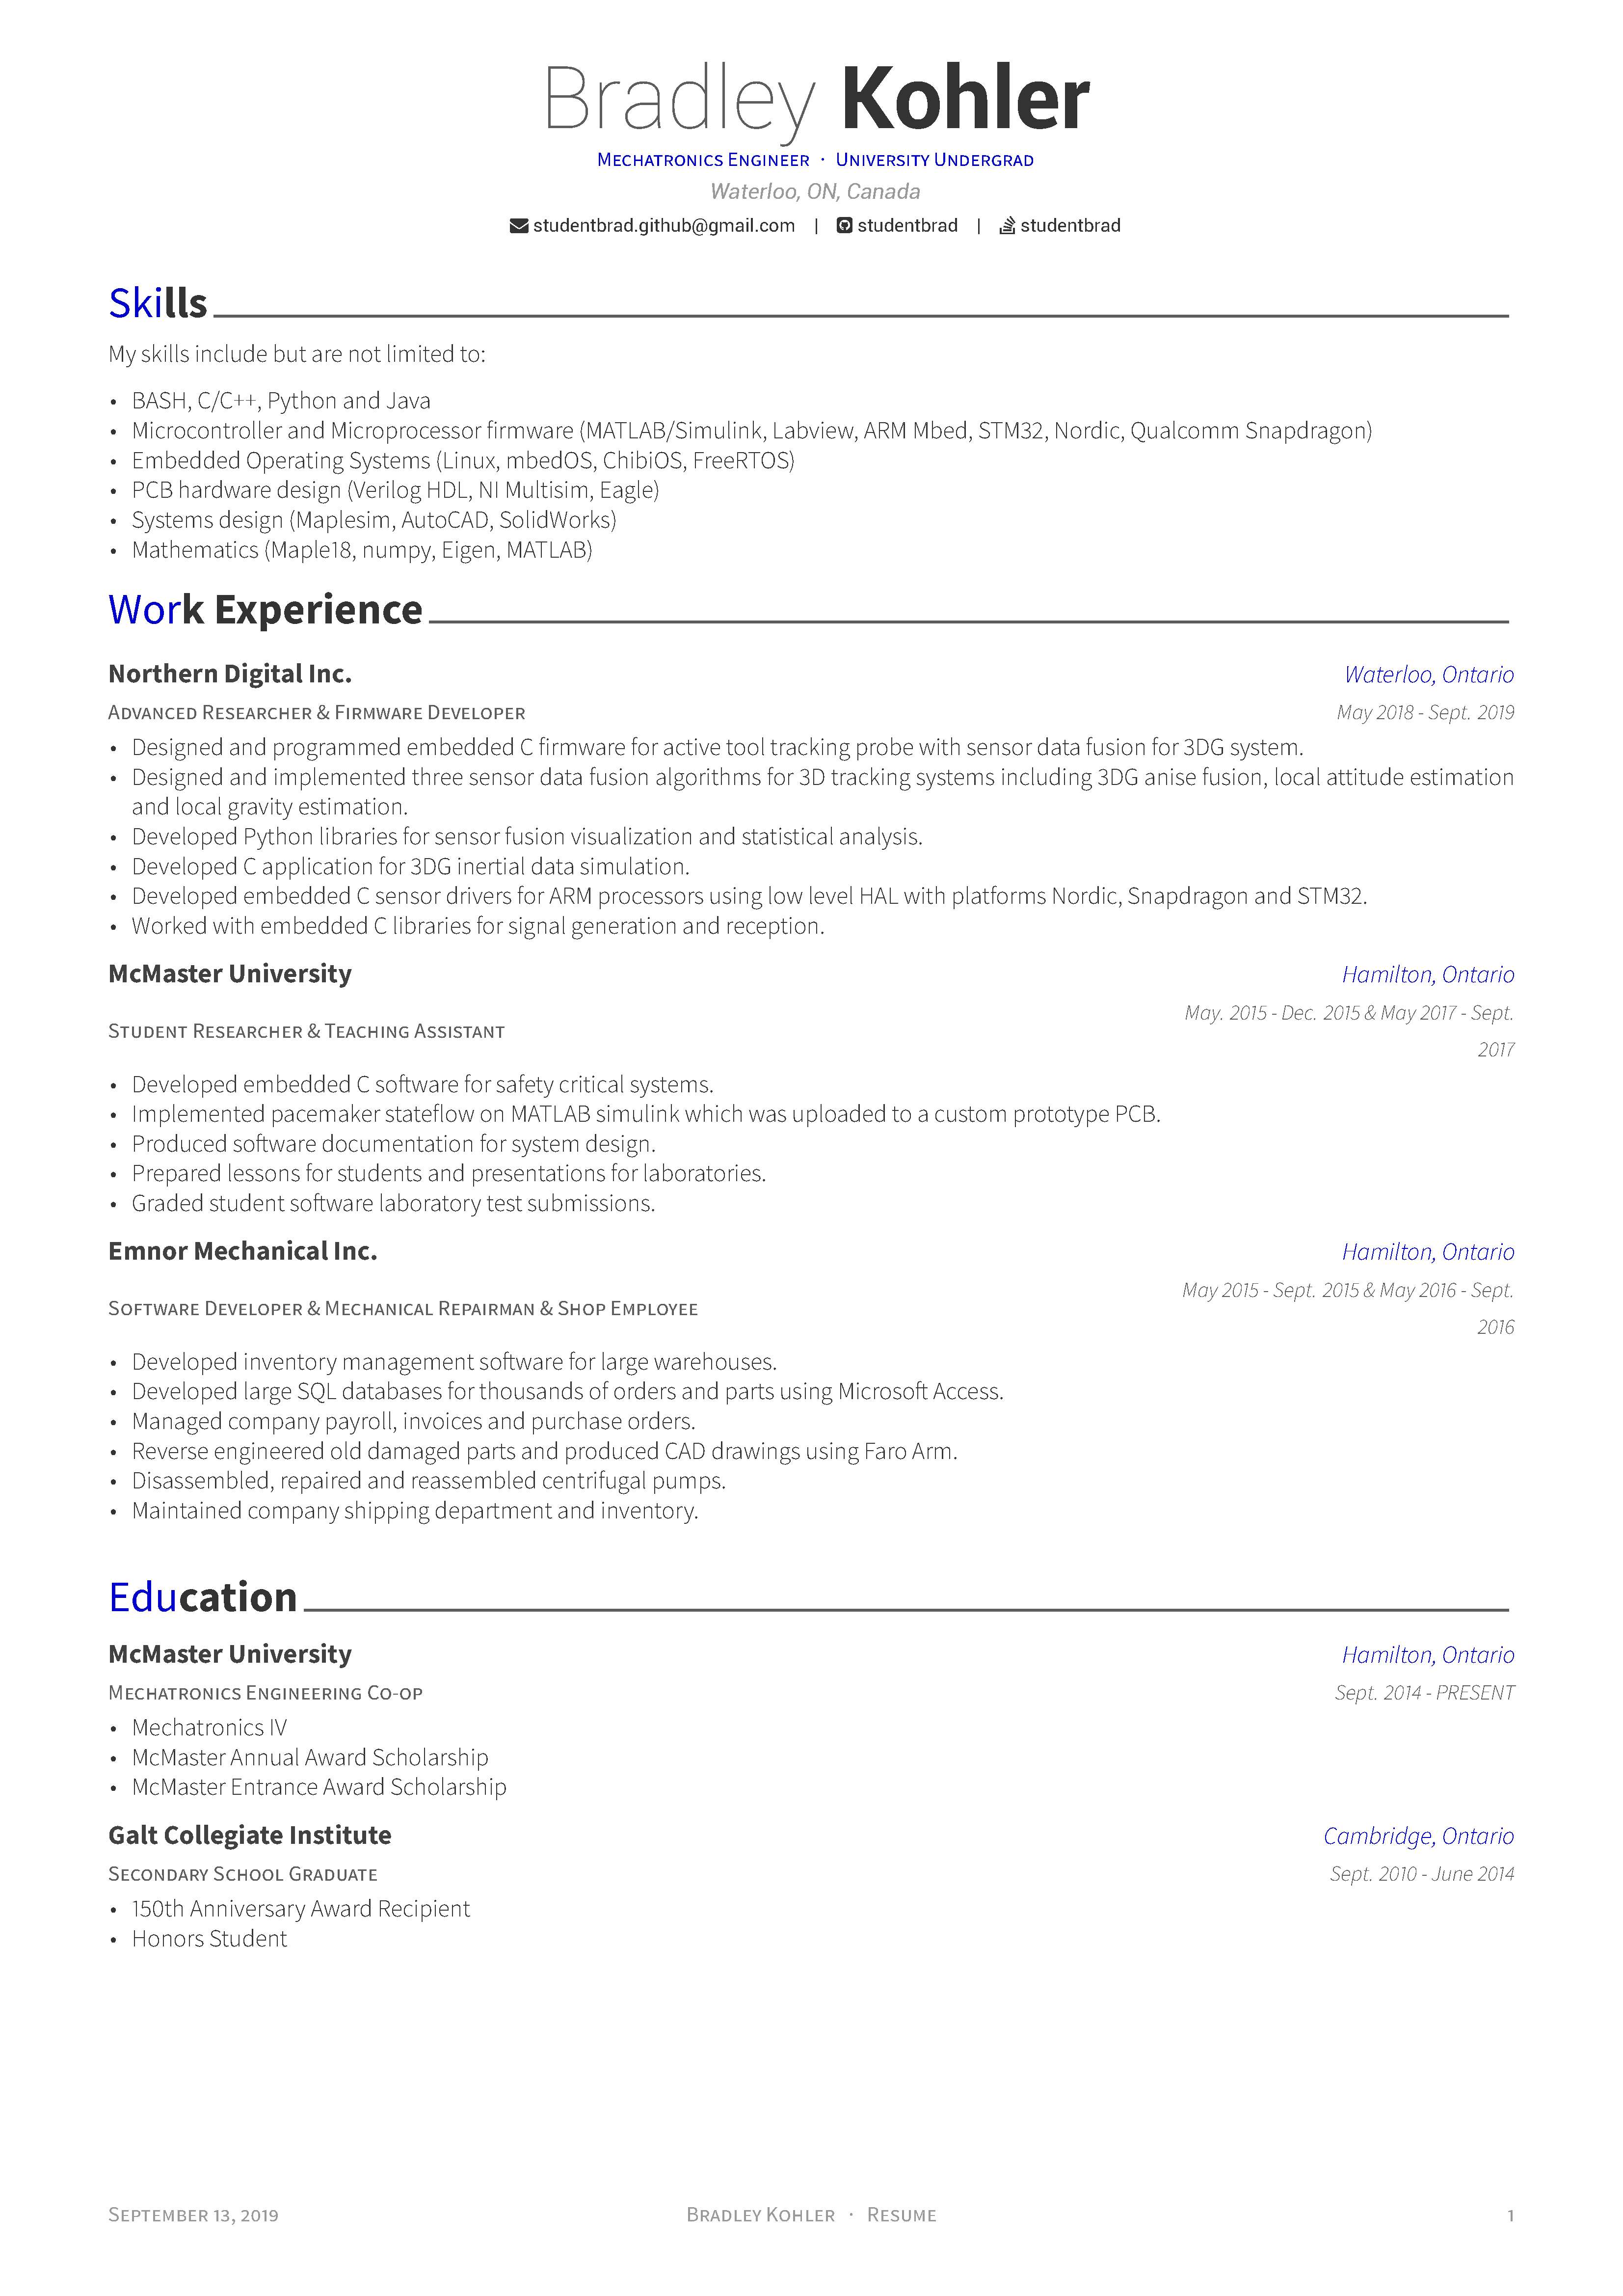 Bradley Kohler
Mechatronics Engineer · University Undergrad
Waterloo, ON, Canada
studentbrad.github@gmail.com | studentbrad | studentbrad
Skills
My skills include but are not limited to:
• BASH, C/C++, Python and Java
• Microcontroller and Microprocessor firmware (MATLAB/Simulink, Labview, ARM Mbed, STM32, Nordic, Qualcomm Snapdragon)
• Embedded Operating Systems (Linux, mbedOS, ChibiOS, FreeRTOS)
• PCB hardware design (Verilog HDL, NI Multisim, Eagle)
• Systems design (Maplesim, AutoCAD, SolidWorks)
• Mathematics (Maple18, numpy, Eigen, MATLAB)
Work Experience
Northern Digital Inc. Waterloo, Ontario
Advanced Researcher & Firmware Developer May 2018 - Sept. 2019
• Designed and programmed embedded C firmware for active tool tracking probe with sensor data fusion for 3DG system.
• Designed and implemented three sensor data fusion algorithms for 3D tracking systems including 3DG anise fusion, local attitude estimation
and local gravity estimation.
• Developed Python libraries for sensor fusion visualization and statistical analysis.
• Developed C application for 3DG inertial data simulation.
• Developed embedded C sensor drivers for ARM processors using low level HAL with platforms Nordic, Snapdragon and STM32.
• Worked with embedded C libraries for signal generation and reception.
McMaster University Hamilton, Ontario
Student Researcher & Teaching Assistant May. 2015 - Dec. 2015 & May 2017 - Sept.
2017
• Developed embedded C software for safety critical systems.
• Implemented pacemaker stateflow on MATLAB simulink which was uploaded to a custom prototype PCB.
• Produced software documentation for system design.
• Prepared lessons for students and presentations for laboratories.
• Graded student software laboratory test submissions.
Emnor Mechanical Inc. Hamilton, Ontario
Software Developer & Mechanical Repairman & Shop Employee May 2015 - Sept. 2015 & May 2016 - Sept.
2016
• Developed inventory management software for large warehouses.
• Developed large SQL databases for thousands of orders and parts using Microsoft Access.
• Managed company payroll, invoices and purchase orders.
• Reverse engineered old damaged parts and produced CAD drawings using Faro Arm.
• Disassembled, repaired and reassembled centrifugal pumps.
• Maintained company shipping department and inventory.
Education
McMaster University Hamilton, Ontario
Mechatronics Engineering Co-op Sept. 2014 - PRESENT
• Mechatronics IV
• McMaster Annual Award Scholarship
• McMaster Entrance Award Scholarship
Galt Collegiate Institute Cambridge, Ontario
Secondary School Graduate Sept. 2010 - June 2014
• 150th Anniversary Award Recipient
• Honors Student
September 13, 2019 Bradley Kohler · Resume 1